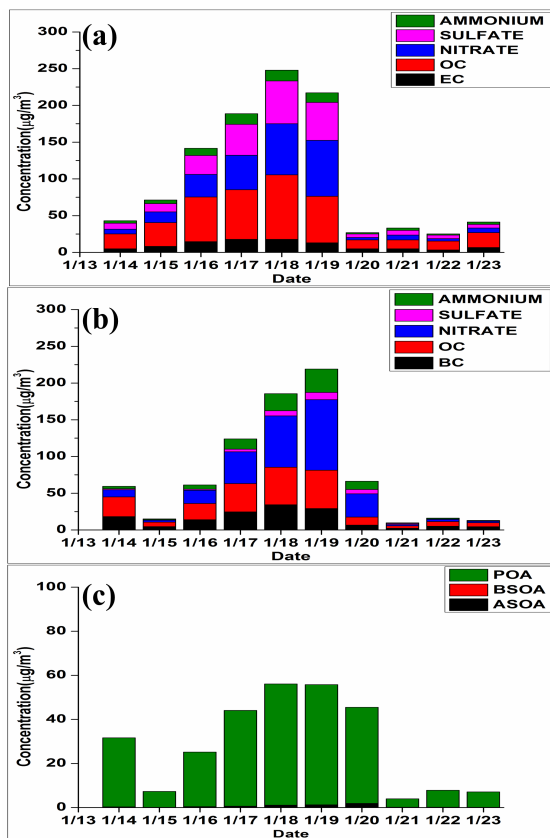 (a)
AMMONIUM
SULFATE
NITRATE
OC
EC
Concentration(μg/m³)
300
250
200
150
100
50
0
1/13 1/14 1/15 1/16 1/17 1/18 1/19 1/20 1/21 1/22 1/23
Date
(b)
AMMONIUM
SULFATE
NITRATE
OC
BC
Concentration(μg/m³)
300
250
200
150
100
50
0
1/13 1/14 1/15 1/16 1/17 1/18 1/19 1/20 1/21 1/22 1/23
Date
(c)
POA
BSOA
ASOA
Concentration(μg/m³)
100
80
60
40
20
0
1/13 1/14 1/15 1/16 1/17 1/18 1/19 1/20 1/21 1/22 1/23
Date